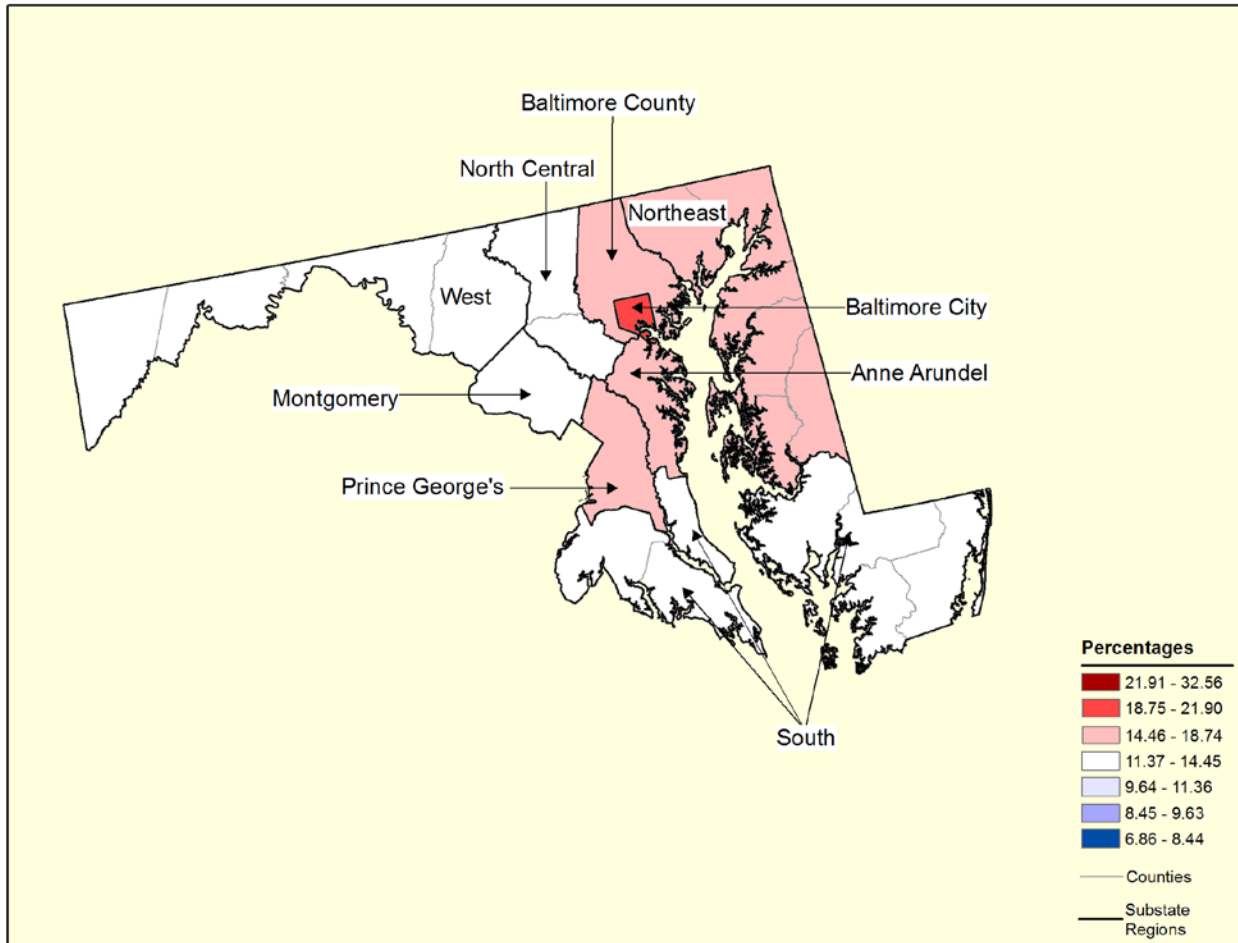 Baltimore County
North Central
Northeast
West
Baltimore City
Anne Arundel
Montgomery
Prince George's
South
Percentages
21.91 - 32.56
18.75 - 21.90
14.46 - 18.74
11.37 - 14.45
9.64 - 11.36
8.45 - 9.63
6.86 - 8.44
Counties
Substate
Regions